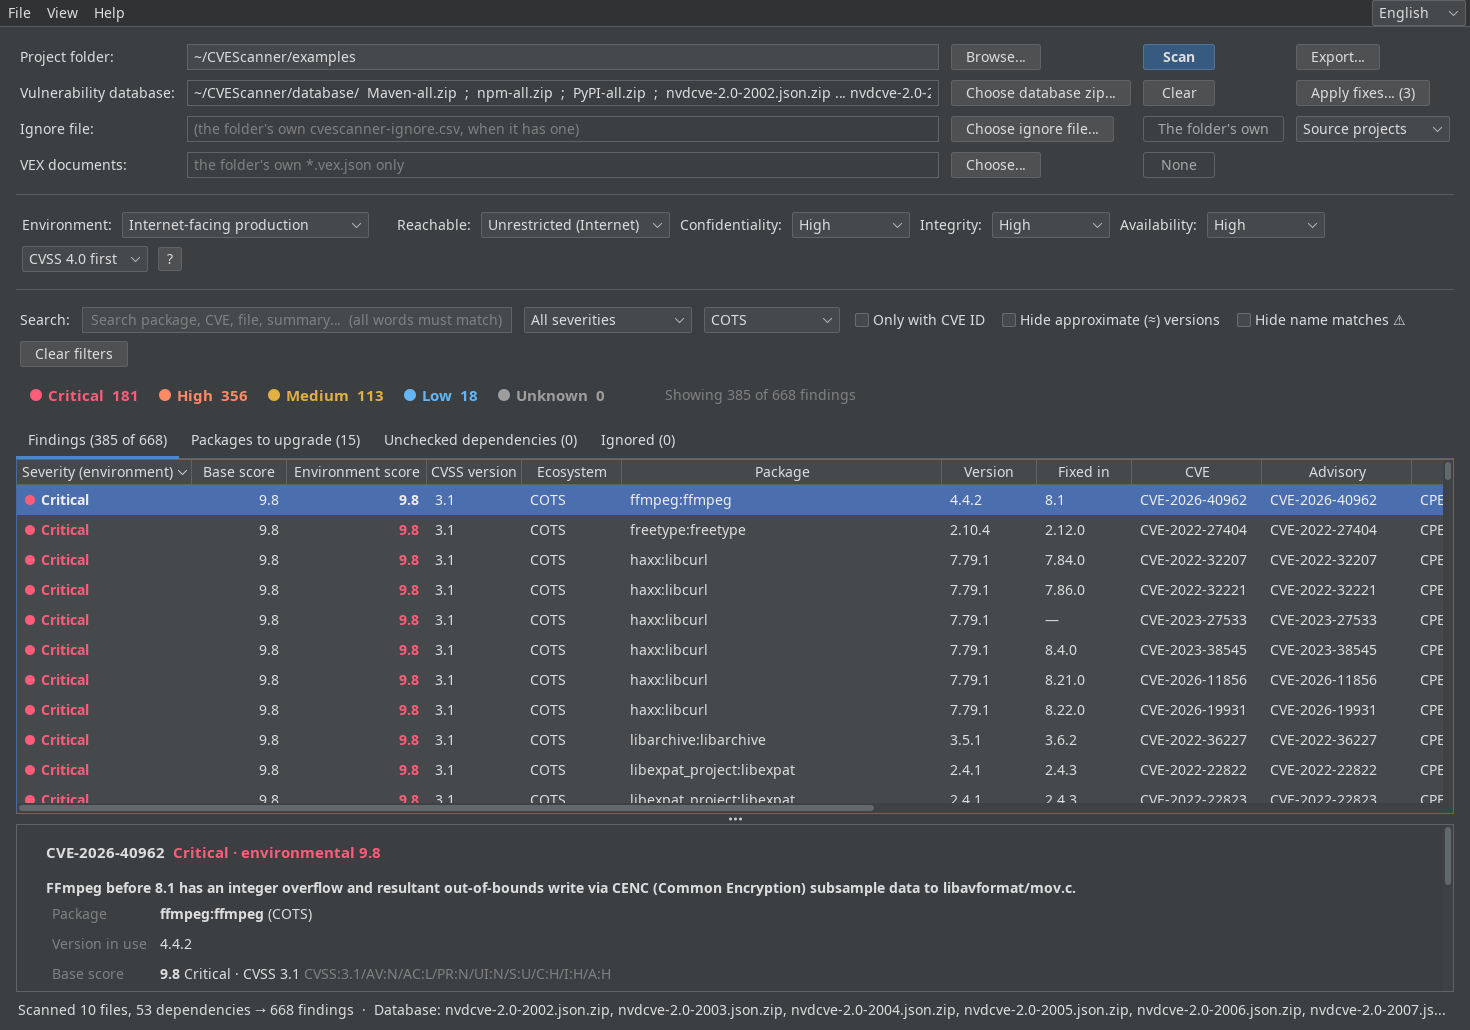 File View Help English
Project folder: ~/CVEScanner/examples Browse... Scan Export...
Vulnerability database: ~/CVEScanner/database/ Maven-all.zip ; npm-all.zip ; PyPI-all.zip ; nvdcve-2.0-2002.json.zip ... nvdcve-2.0-2 Choose database zip... Clear Apply fixes... (3)
Ignore file: (the folder's own cvescanner-ignore.csv, when it has one) Choose ignore file... The folder's own Source projects
VEX documents: the folder's own *.vex.json only Choose... None
Environment: Internet-facing production Reachable: Unrestricted (Internet) Confidentiality: High Integrity: High Availability: High
CVSS 4.0 first ?
Search: Search package, CVE, file, summary... (all words must match) All severities COTS Only with CVE ID Hide approximate (≈) versions Hide name matches ⚠
Clear filters
Critical 181 High 356 Medium 113 Low 18 Unknown 0 Showing 385 of 668 findings
Findings (385 of 668) Packages to upgrade (15) Unchecked dependencies (0) Ignored (0)
Severity (environment) Base score Environment score CVSS version Ecosystem Package Version Fixed in CVE Advisory
Critical 9.8 9.8 3.1 COTS ffmpeg:ffmpeg 4.4.2 8.1 CVE-2026-40962 CVE-2026-40962 CPE
Critical 9.8 9.8 3.1 COTS freetype:freetype 2.10.4 2.12.0 CVE-2022-27404 CVE-2022-27404 CPE
Critical 9.8 9.8 3.1 COTS haxx:libcurl 7.79.1 7.84.0 CVE-2022-32207 CVE-2022-32207 CPE
Critical 9.8 9.8 3.1 COTS haxx:libcurl 7.79.1 7.86.0 CVE-2022-32221 CVE-2022-32221 CPE
Critical 9.8 9.8 3.1 COTS haxx:libcurl 7.79.1 — CVE-2023-27533 CVE-2023-27533 CPE
Critical 9.8 9.8 3.1 COTS haxx:libcurl 7.79.1 8.4.0 CVE-2023-38545 CVE-2023-38545 CPE
Critical 9.8 9.8 3.1 COTS haxx:libcurl 7.79.1 8.21.0 CVE-2026-11856 CVE-2026-11856 CPE
Critical 9.8 9.8 3.1 COTS haxx:libcurl 7.79.1 8.22.0 CVE-2026-19931 CVE-2026-19931 CPE
Critical 9.8 9.8 3.1 COTS libarchive:libarchive 3.5.1 3.6.2 CVE-2022-36227 CVE-2022-36227 CPE
Critical 9.8 9.8 3.1 COTS libexpat_project:libexpat 2.4.1 2.4.3 CVE-2022-22822 CVE-2022-22822 CPE
Critical 9.8 9.8 3.1 COTS libexpat_project:libexpat 2.4.1 2.4.3 CVE-2022-22823 CVE-2022-22823 CPE
CVE-2026-40962 Critical · environmental 9.8
FFmpeg before 8.1 has an integer overflow and resultant out-of-bounds write via CENC (Common Encryption) subsample data to libavformat/mov.c.
Package ffmpeg:ffmpeg (COTS)
Version in use 4.4.2
Base score 9.8 Critical · CVSS 3.1 CVSS:3.1/AV:N/AC:L/PR:N/UI:N/S:U/C:H/I:H/A:H
Scanned 10 files, 53 dependencies → 668 findings · Database: nvdcve-2.0-2002.json.zip, nvdcve-2.0-2003.json.zip, nvdcve-2.0-2004.json.zip, nvdcve-2.0-2005.json.zip, nvdcve-2.0-2006.json.zip, nvdcve-2.0-2007.js...